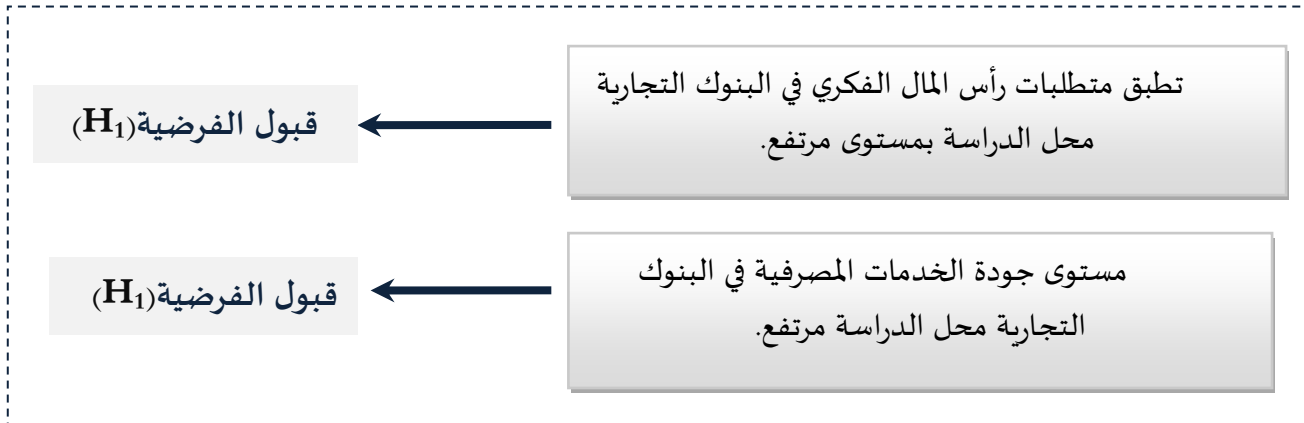 تطبق متطلبات رأس المال الفكري في البنوك التجارية
محل الدراسة بمستوى مرتفع.
قبول الفرضية(H₁)
مستوى جودة الخدمات المصرفية في البنوك
التجارية محل الدراسة مرتفع.
قبول الفرضية(H₁)